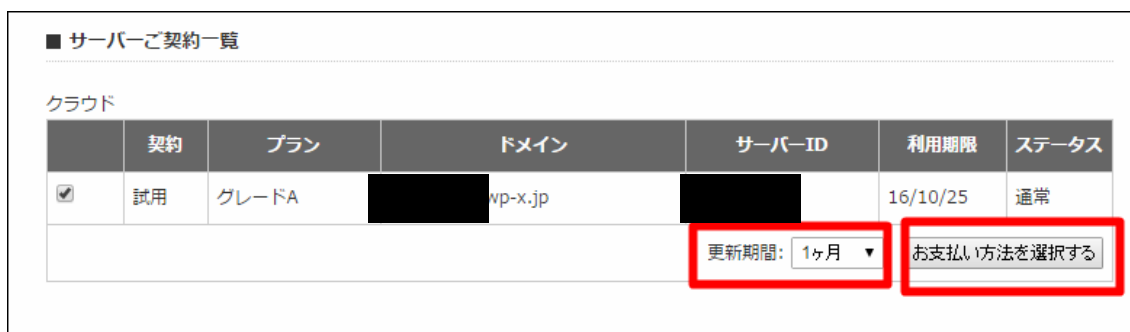 ■ サーバーご契約一覧
クラウド
契約 プラン ドメイン サーバーID 利用期限 ステータス
試用 グレードA wp-x.jp 16/10/25 通常
更新期間: 1ヶ月 ▼ お支払い方法を選択する